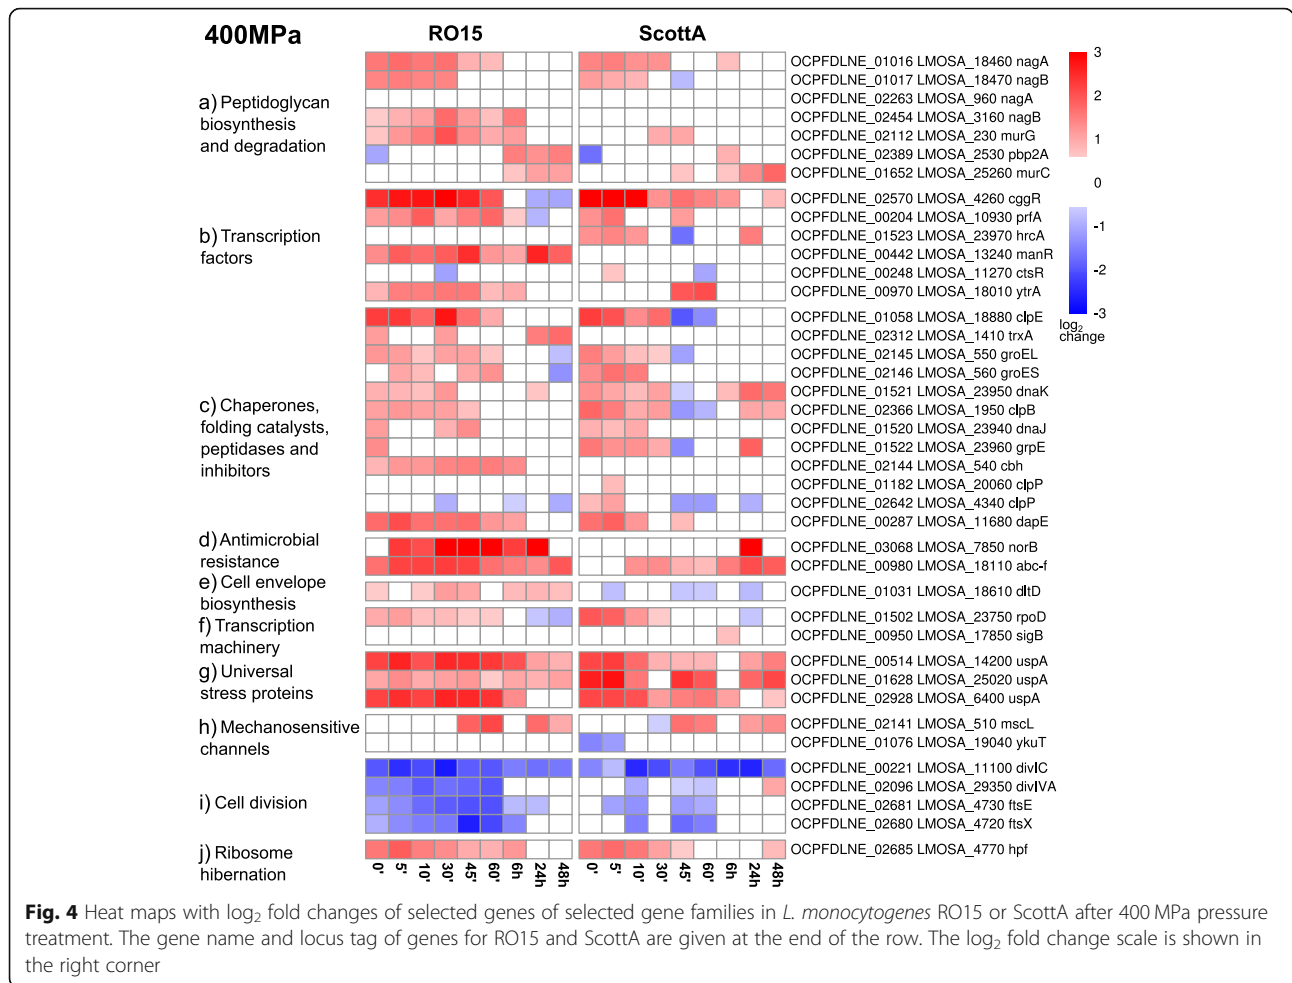 400MPa
RO15
ScottA
a) Peptidoglycan
biosynthesis
and degradation
OCPFDLNE_01016 LMOSA_18460 nagA
OCPFDLNE_01017 LMOSA_18470 nagB
OCPFDLNE_02263 LMOSA_960 nagA
OCPFDLNE_02454 LMOSA_3160 nagB
OCPFDLNE_02112 LMOSA_230 murG
OCPFDLNE_02389 LMOSA_2530 pbp2A
OCPFDLNE_01652 LMOSA_25260 murC
b) Transcription
factors
OCPFDLNE_02570 LMOSA_4260 cggR
OCPFDLNE_00204 LMOSA_10930 prfA
OCPFDLNE_01523 LMOSA_23970 hrcA
OCPFDLNE_00442 LMOSA_13240 manR
OCPFDLNE_00248 LMOSA_11270 ctsR
OCPFDLNE_00970 LMOSA_18010 ytrA
c) Chaperones,
folding catalysts,
peptidases and
inhibitors
OCPFDLNE_01058 LMOSA_18880 clpE
OCPFDLNE_02312 LMOSA_1410 trxA
OCPFDLNE_02145 LMOSA_550 groEL
OCPFDLNE_02146 LMOSA_560 groES
OCPFDLNE_01521 LMOSA_23950 dnaK
OCPFDLNE_02366 LMOSA_1950 clpB
OCPFDLNE_01520 LMOSA_23940 dnaJ
OCPFDLNE_01522 LMOSA_23960 grpE
OCPFDLNE_02144 LMOSA_540 cbh
OCPFDLNE_01182 LMOSA_20060 clpP
OCPFDLNE_02642 LMOSA_4340 clpP
OCPFDLNE_00287 LMOSA_11680 dapE
d) Antimicrobial
resistance
OCPFDLNE_03068 LMOSA_7850 norB
OCPFDLNE_00980 LMOSA_18110 abc-f
e) Cell envelope
biosynthesis
OCPFDLNE_01031 LMOSA_18610 dltD
f) Transcription
machinery
OCPFDLNE_01502 LMOSA_23750 rpoD
OCPFDLNE_00950 LMOSA_17850 sigB
g) Universal
stress proteins
OCPFDLNE_00514 LMOSA_14200 uspA
OCPFDLNE_01628 LMOSA_25020 uspA
OCPFDLNE_02928 LMOSA_6400 uspA
h) Mechanosensitive
channels
OCPFDLNE_02141 LMOSA_510 mscL
OCPFDLNE_01076 LMOSA_19040 ykuT
i) Cell division
OCPFDLNE_00221 LMOSA_11100 divIC
OCPFDLNE_02096 LMOSA_29350 divIVA
OCPFDLNE_02681 LMOSA_4730 ftsE
OCPFDLNE_02680 LMOSA_4720 ftsX
j) Ribosome
hibernation
OCPFDLNE_02685 LMOSA_4770 hpf
0' 5' 10' 30' 45' 60' 6h 24h 48h
0' 5' 10' 30' 45' 60' 6h 24h 48h
3
2
1
0
-1
-2
-3
log2
change
Fig. 4 Heat maps with log2 fold changes of selected genes of selected gene families in L. monocytogenes RO15 or ScottA after 400 MPa pressure
treatment. The gene name and locus tag of genes for RO15 and ScottA are given at the end of the row. The log2 fold change scale is shown in
the right corner